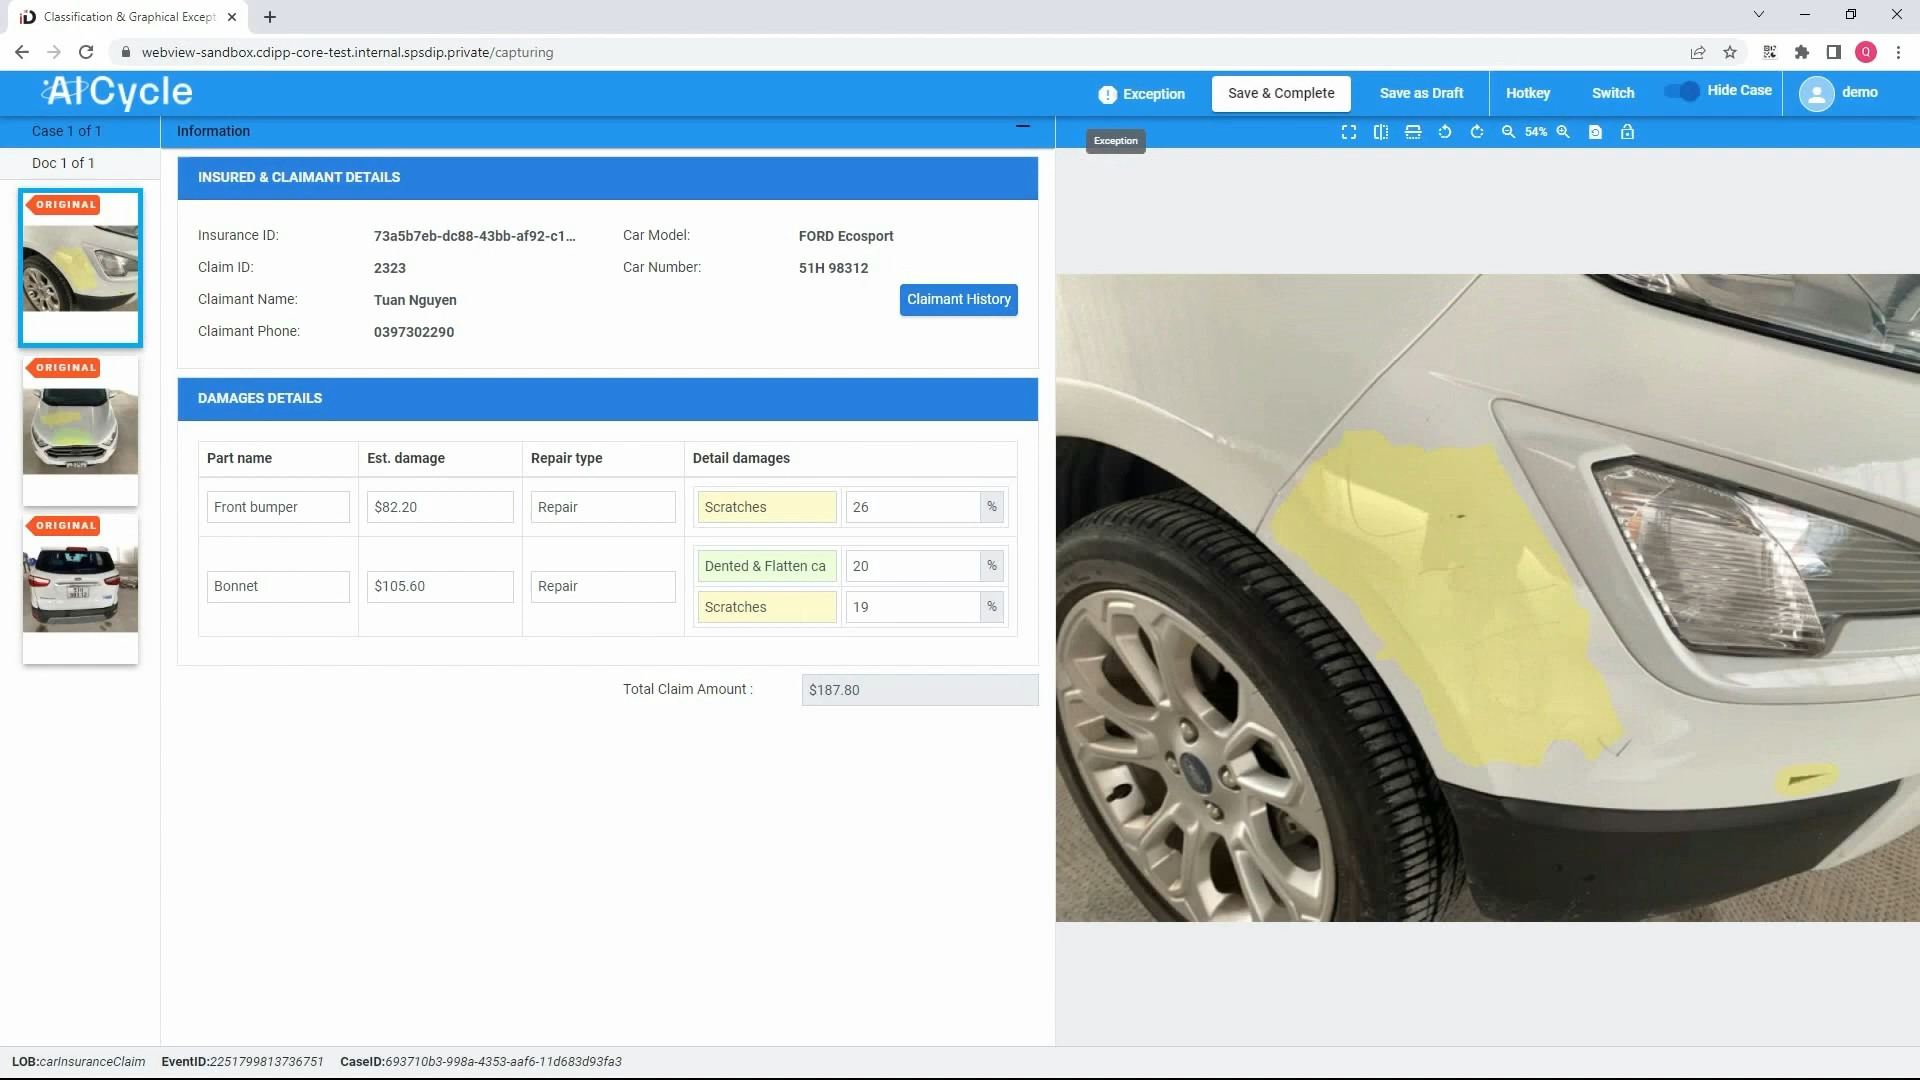 Classification & Graphical Except
webview-sandbox.cdipp-core-test.internal.spsdip.private/capturing
Q
AICycle
Exception
Save & Complete
Save as Draft
Hotkey
Switch
Hide Case
demo
Case 1 of 1
Information
54%
Exception
Doc 1 of 1
ORIGINAL
ORIGINAL
ORIGINAL
INSURED & CLAIMANT DETAILS
Insurance ID: 73a5b7eb-dc88-43bb-af92-c1... Car Model: FORD Ecosport
Claim ID: 2323 Car Number: 51H 98312
Claimant Name: Tuan Nguyen Claimant History
Claimant Phone: 0397302290
DAMAGES DETAILS
Part name Est. damage Repair type Detail damages
Front bumper $82.20 Repair Scratches 26 %
Dented & Flatten ca 20 %
Bonnet $105.60 Repair
Scratches 19 %
Total Claim Amount : $187.80
LOB:carInsuranceClaim EventID:2251799813736751 CaseID:693710b3-998a-4353-aaf6-11d683d93fa3